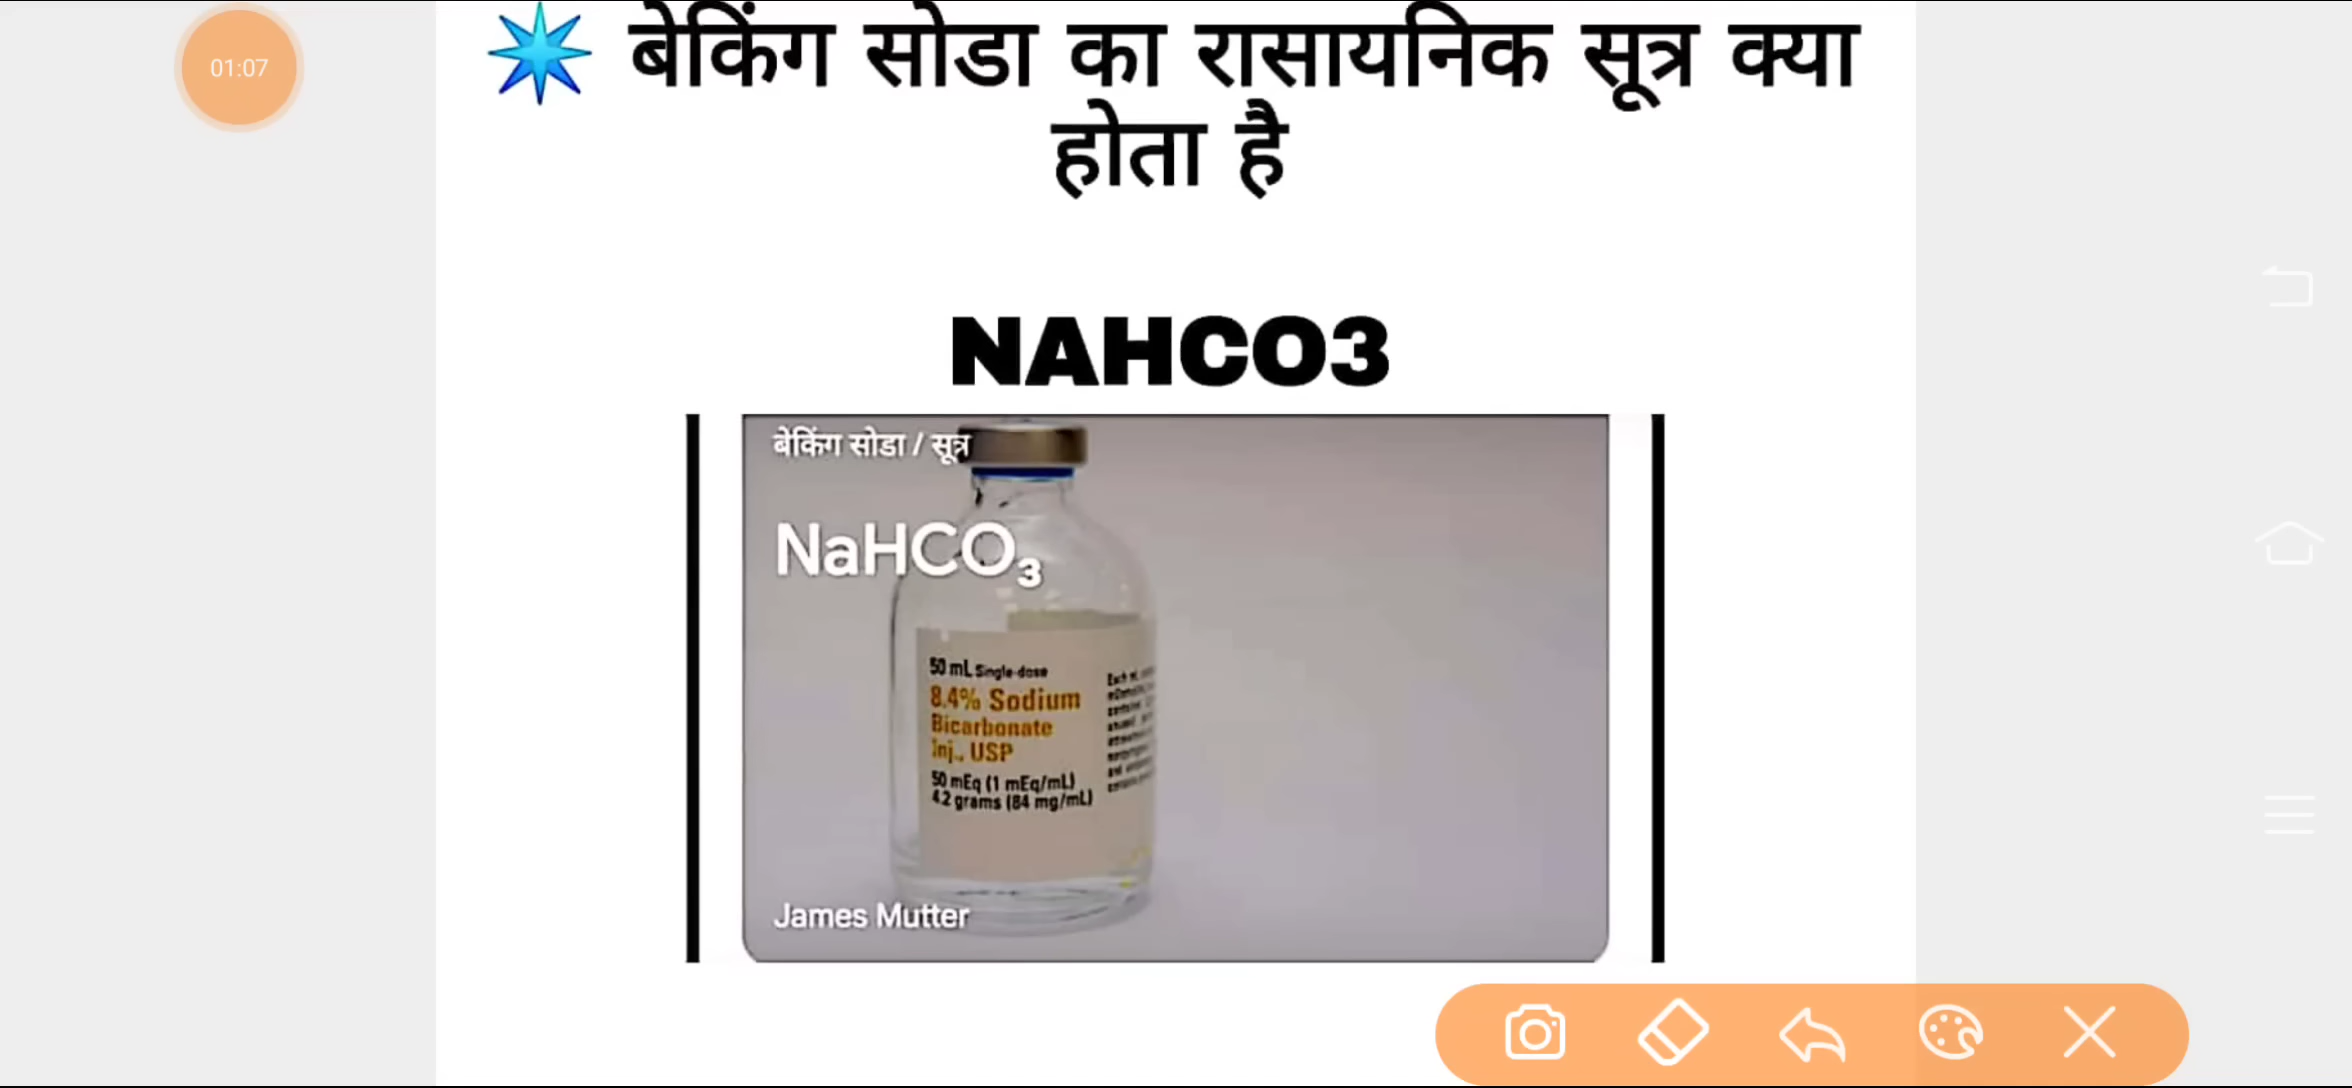 01:07
बेकिंग सोडा का रासायनिक सूत्र क्या
होता है
NAHCO3
बेकिंग सोडा / सूत्र
NaHCO₃
50 mL Single-dose
8.4% Sodium
Bicarbonate
Inj., USP
50 mEq (1 mEq/mL)
4.2 grams (84 mg/mL)
Each
James Mutter